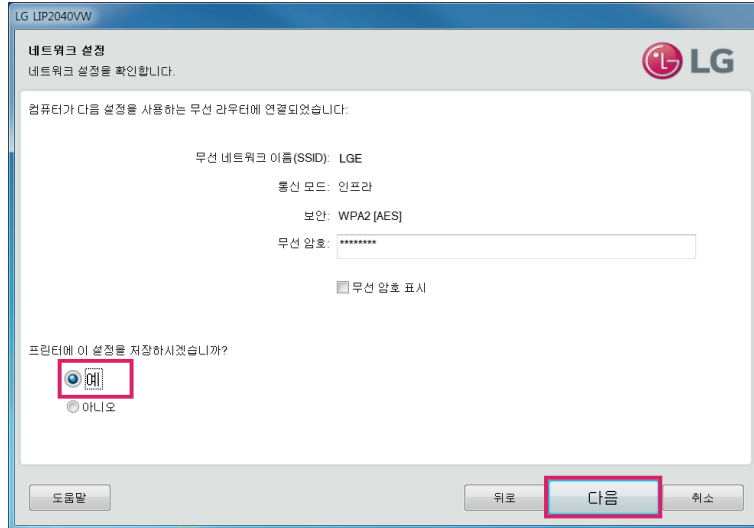 LG LIP2040VW
네트워크 설정
네트워크 설정을 확인합니다.
LG
컴퓨터가 다음 설정을 사용하는 무선 라우터에 연결되었습니다:
무선 네트워크 이름(SSID): LGE
통신 모드: 인프라
보안: WPA2 [AES]
무선 암호: ********
무선 암호 표시
프린터에 이 설정을 저장하시겠습니까?
예
아니오
도움말 뒤로 다음 취소